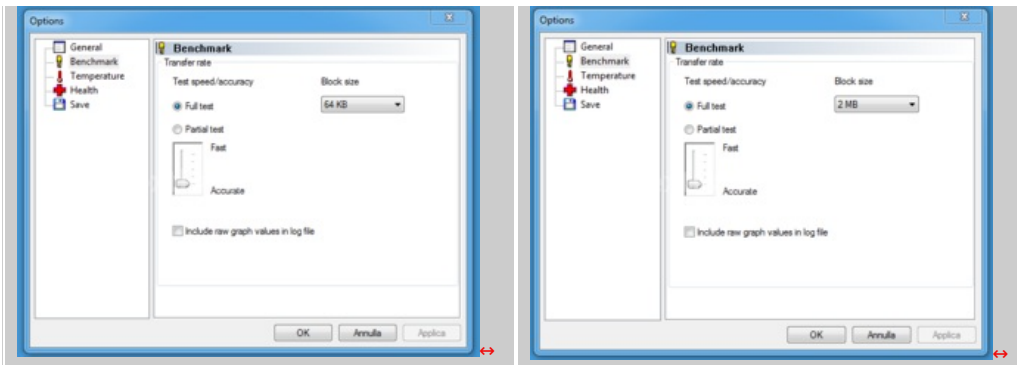 Options
General
Benchmark
Temperature
Health
Save
Benchmark
Transfer rate
Test speed/accuracy
Block size
Full test
64 KB
Partial test
Fast
Accurate
Include raw graph values in log file
OK
Annulla
Applica
Options
General
Benchmark
Temperature
Health
Save
Benchmark
Transfer rate
Test speed/accuracy
Block size
Full test
2 MB
Partial test
Fast
Accurate
Include raw graph values in log file
OK
Annulla
Applica